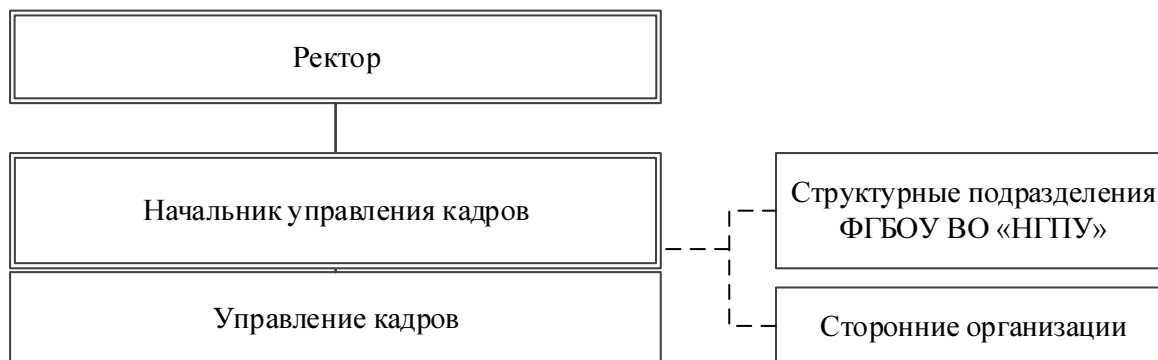 Ректор
Начальник управления кадров
Структурные подразделения
ФГБОУ ВО «НГПУ»
Управление кадров
Сторонние организации